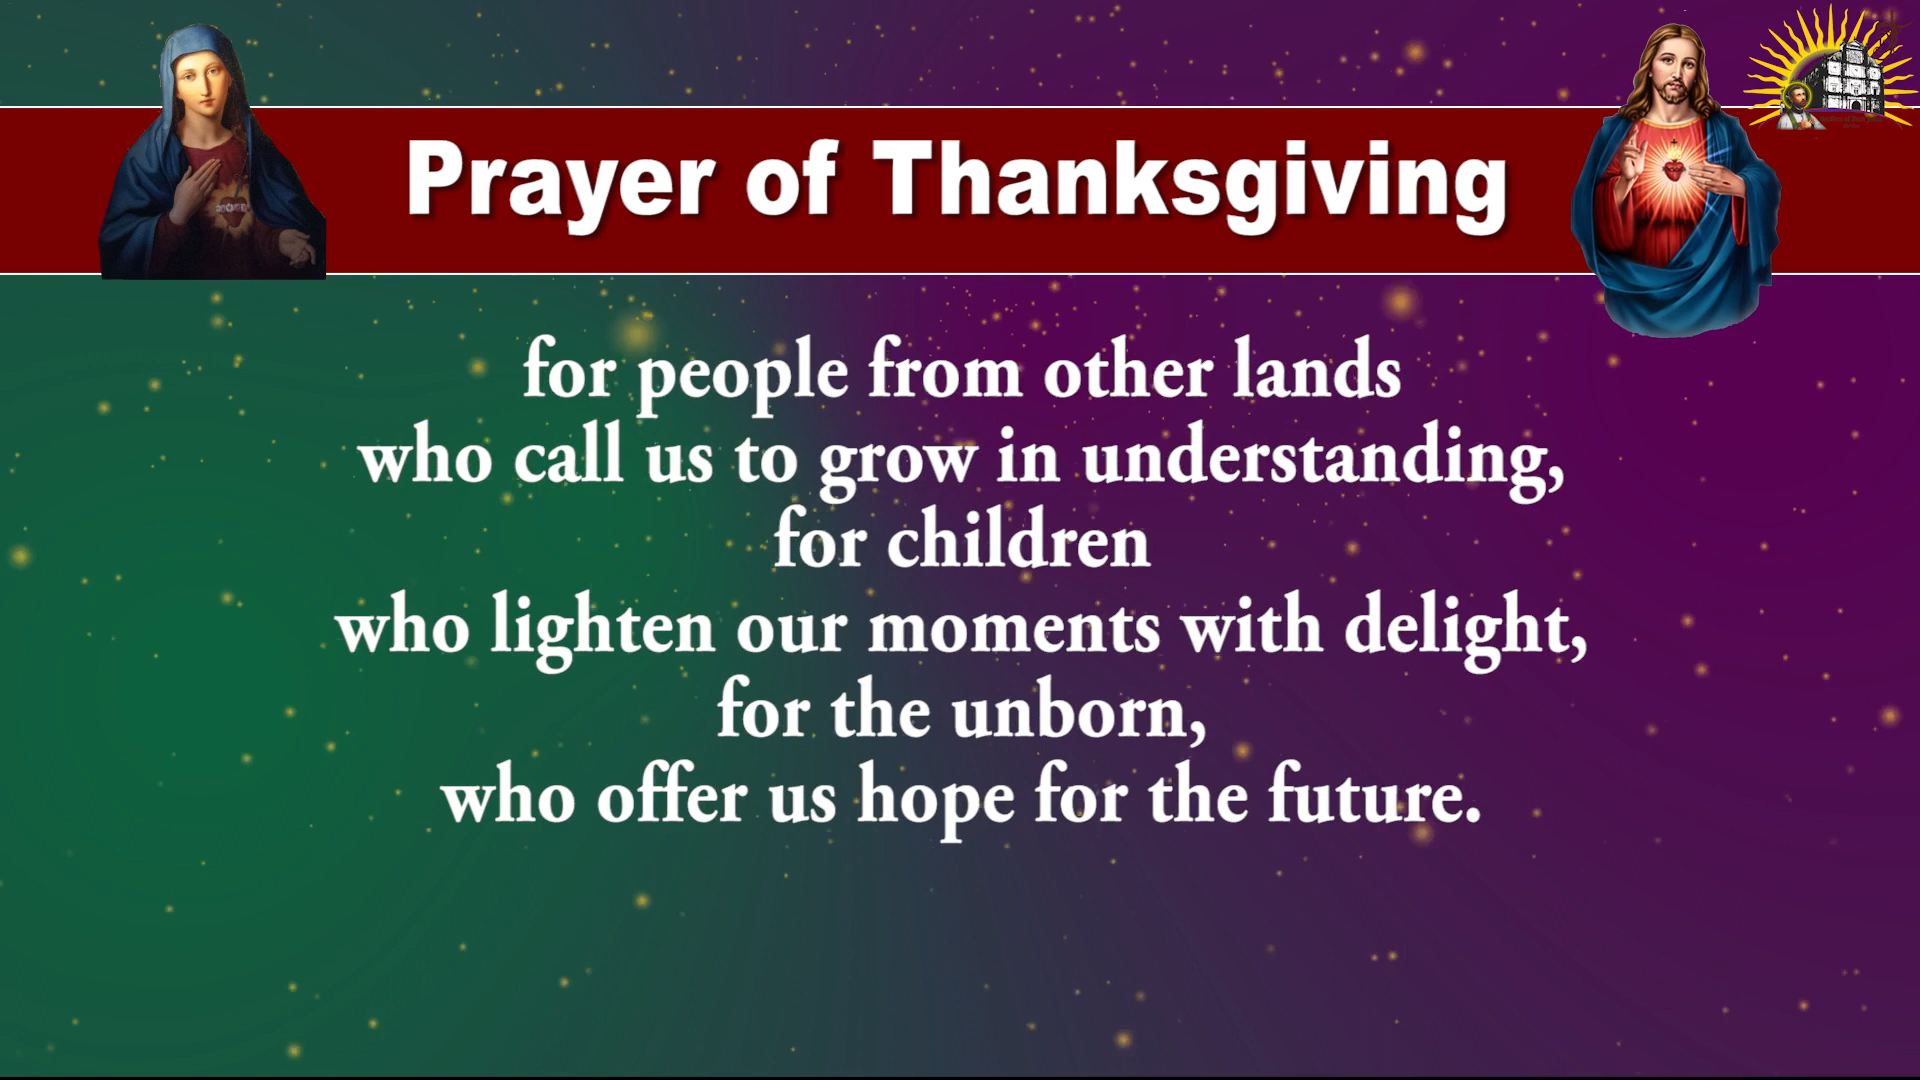 Prayer of Thanksgiving
for people from other lands
who call us to grow in understanding,
for children
who lighten our moments with delight,
for the unborn,
who offer us hope for the future.